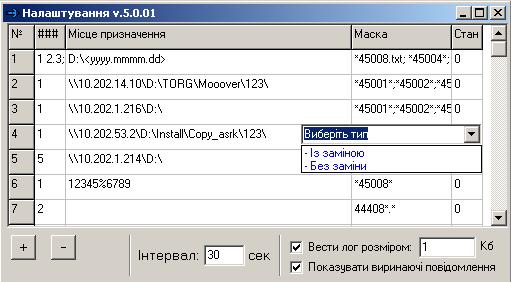 Налаштування v.5.0.01
№ ### Місце призначення Маска Стан
1 1 2.3; D:\<yyyy.mmmm.dd> *45008.txt; *45004*; 0
2 1 \\10.202.14.10\D:\TORG\Mooover\123\ *45001*;*45002*;*45 0
3 1 \\10.202.1.216\D:\ *45001*;*45002*;*45 0
4 1 \\10.202.53.2\D:\Install\Copy_asrk\123\ Виберіть тип
- Із заміною
5 5 \\10.202.1.214\D:\
- Без заміни
6 1 12345%6789 *45008* 0
7 2 44408*.* 0
+ - Інтервал: 30 сек
Вести лог розміром: 1 Кб
Показувати виринаючі повідомлення